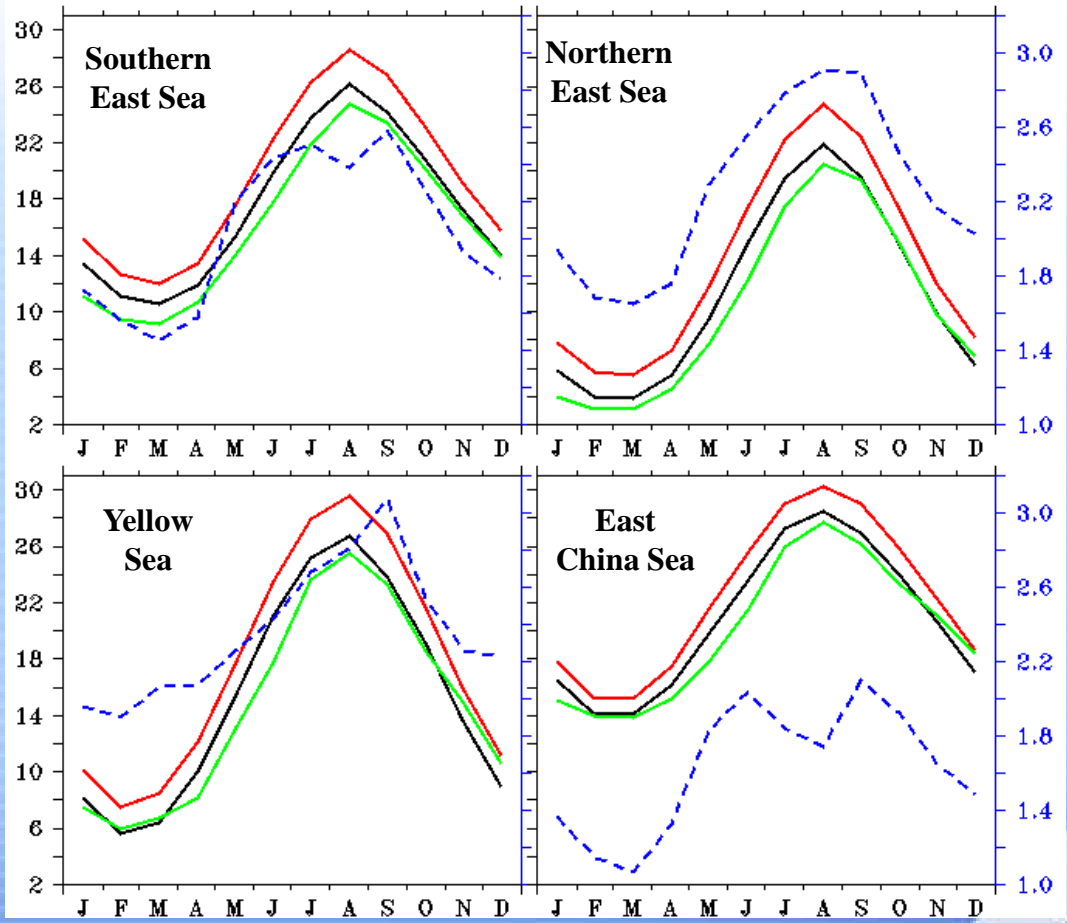 30
26
22
18
14
10
6
2
Southern
East Sea
J F M A M J J A S O N D
Northern
East Sea
3.0
2.6
2.2
1.8
1.4
1.0
J F M A M J J A S O N D
30
26
22
18
14
10
6
2
Yellow
Sea
J F M A M J J A S O N D
East
China Sea
3.0
2.6
2.2
1.8
1.4
1.0
J F M A M J J A S O N D